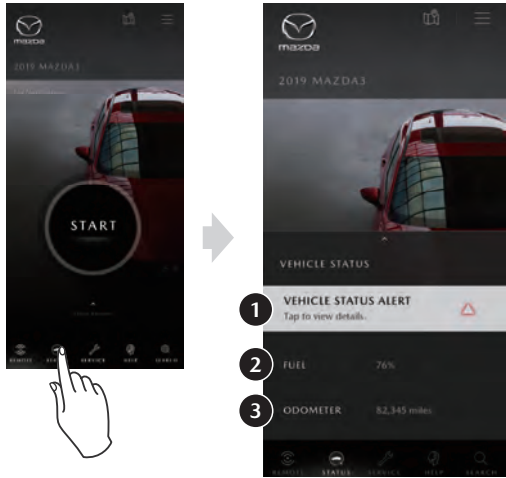 mazda
2019 MAZDA3
START
REMOTE
SERVICE HELP SEARCH
mazda
2019 MAZDA3
VEHICLE STATUS
1
VEHICLE STATUS ALERT
Tap to view details.
2
FUEL 76%
3
ODOMETER 82,345 miles
REMOTE STATUS SERVICE HELP SEARCH